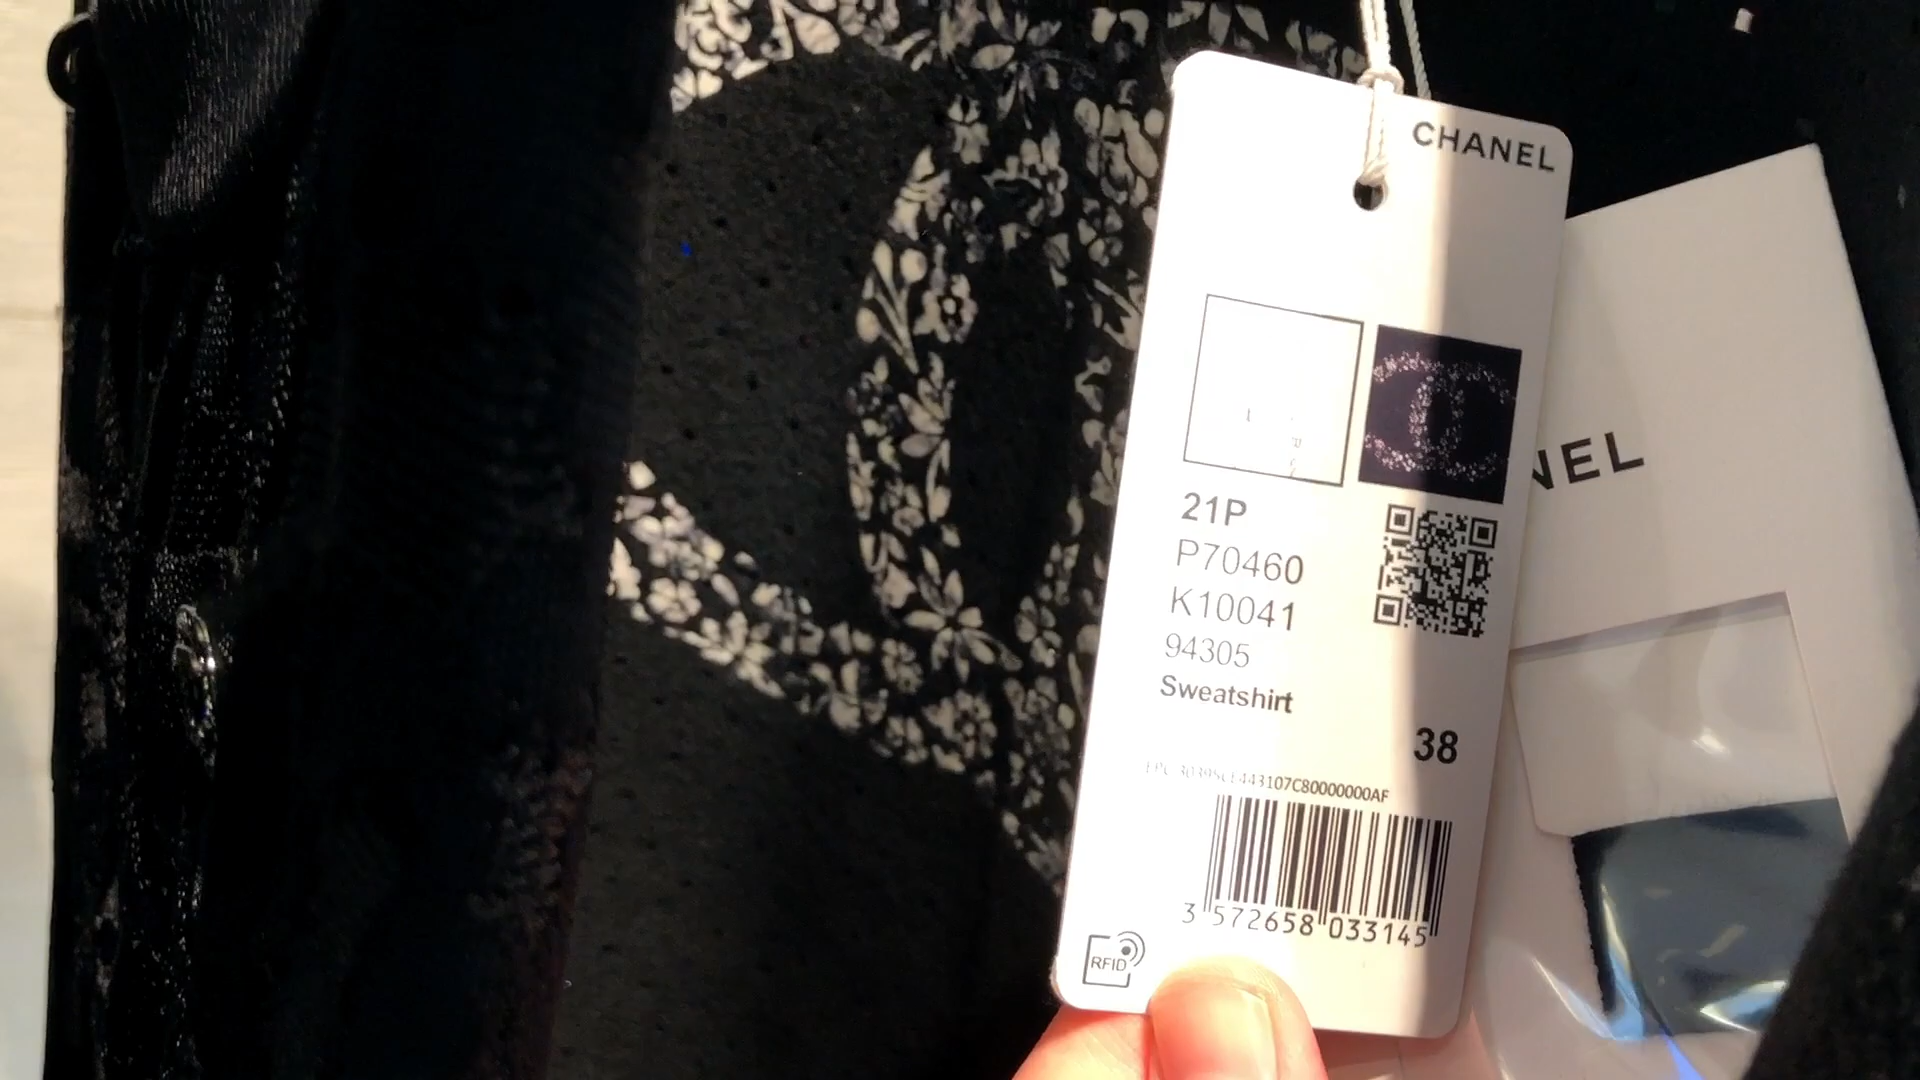 CHANEL
NEL
21P
P70460
K10041
94305
Sweatshirt
38
3 572658 033145
RFID